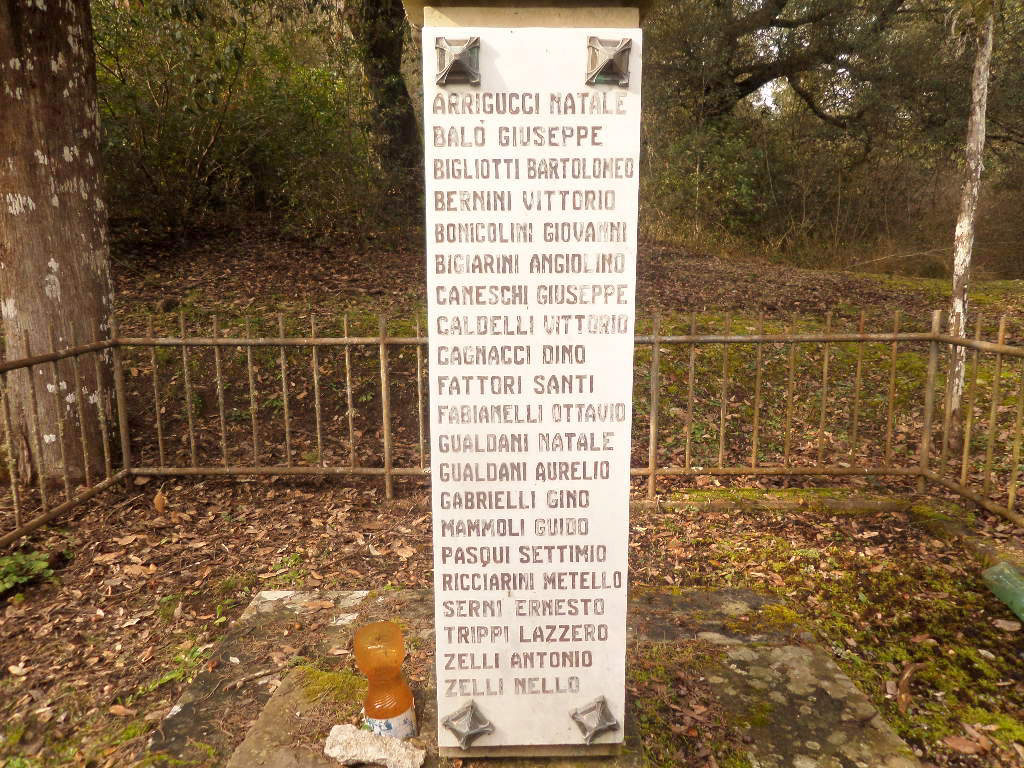 ARRIGUCCI NATALE
BALÒ GIUSEPPE
BIGLIOTTI BARTOLOMEO
BERNINI VITTORIO
BONICOLINI GIOVANNI
BIGIARINI ANGIOLINO
CANESCHI GIUSEPPE
CALDELLI VITTORIO
CAGNACCI DINO
FATTORI SANTI
FABIANELLI OTTAVIO
GUALDANI NATALE
GUALDANI AURELIO
GABRIELLI GINO
MAMMOLI GUIDO
PASQUI SETTIMIO
RICCIARINI METELLO
SERNI ERNESTO
TRIPPI LAZZERO
ZELLI ANTONIO
ZELLI NELLO